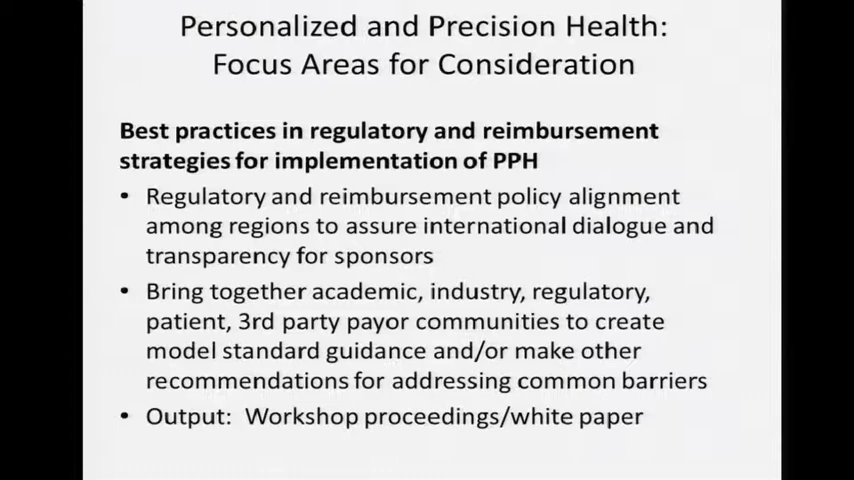 Personalized and Precision Health:
Focus Areas for Consideration
Best practices in regulatory and reimbursement
strategies for implementation of PPH
• Regulatory and reimbursement policy alignment
among regions to assure international dialogue and
transparency for sponsors
• Bring together academic, industry, regulatory,
patient, 3rd party payor communities to create
model standard guidance and/or make other
recommendations for addressing common barriers
• Output:  Workshop proceedings/white paper